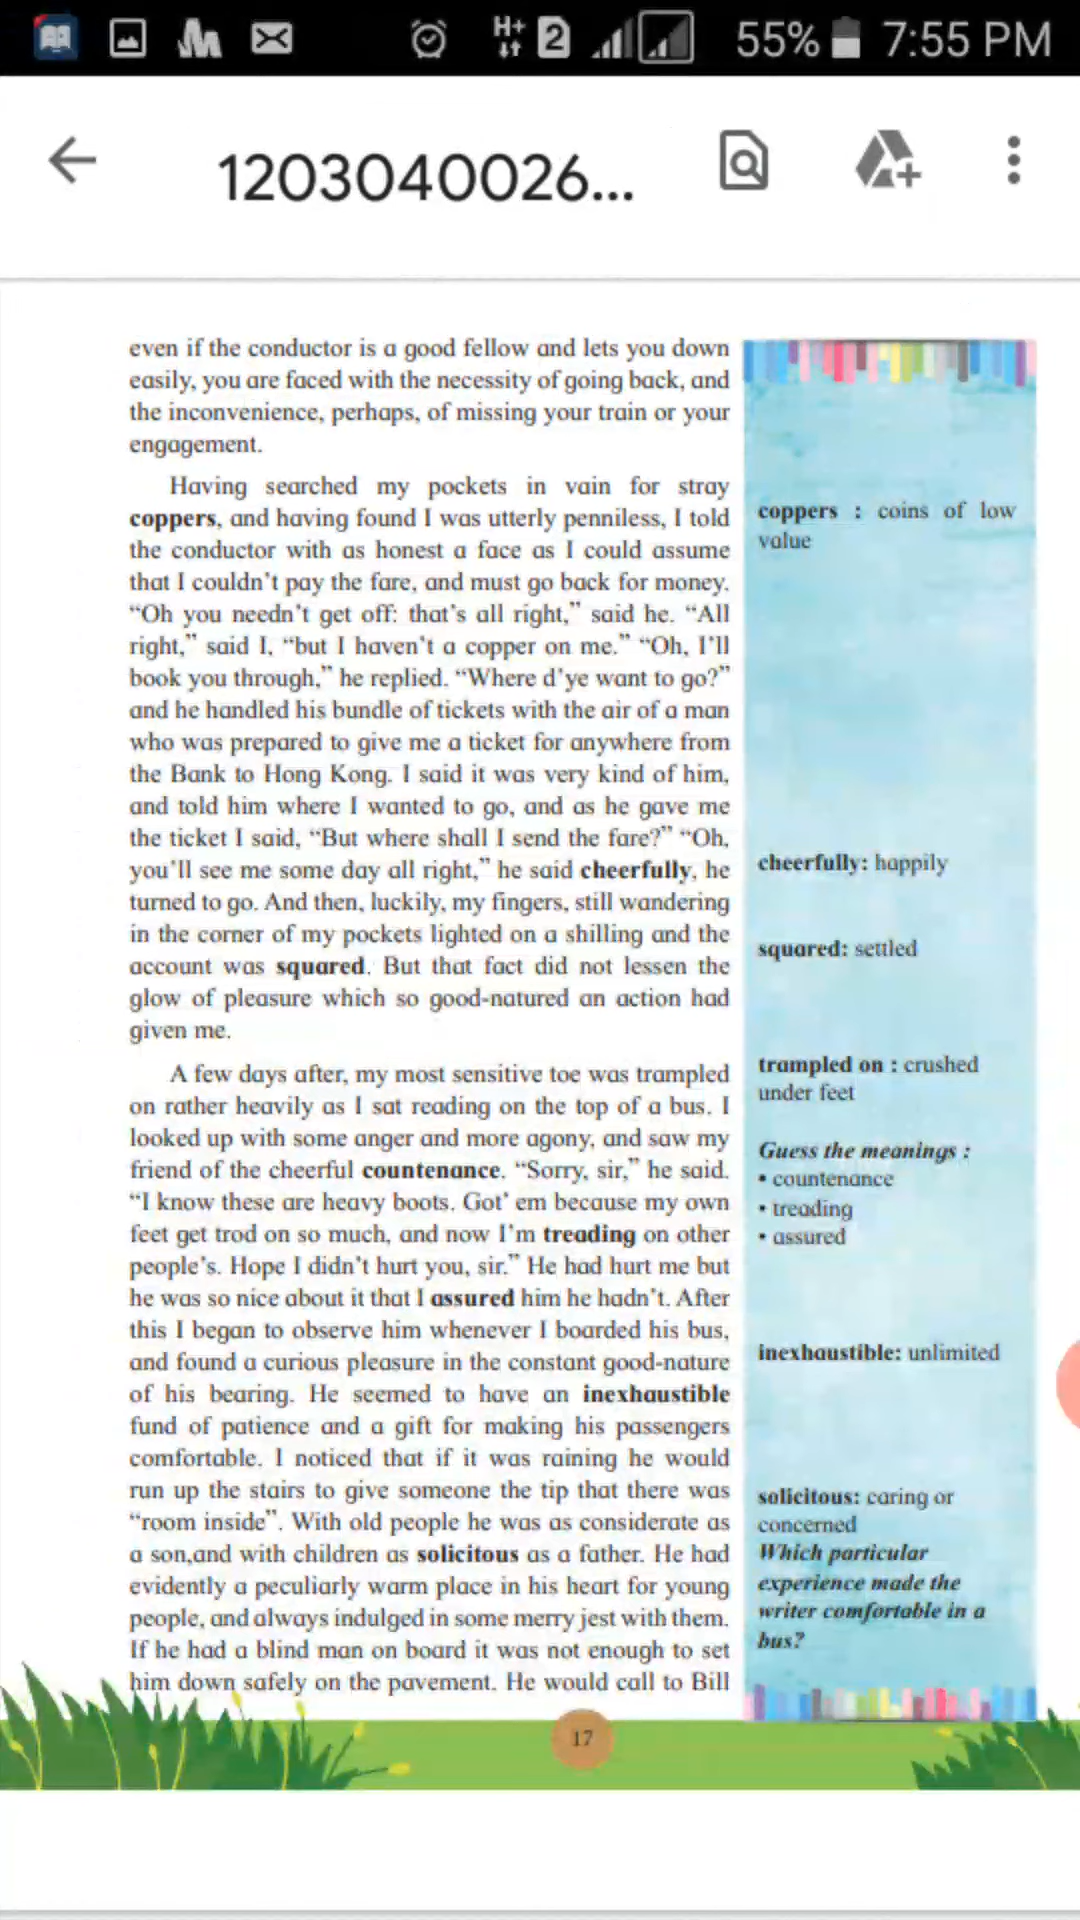 2 55% 7:55 PM
1203040026...
even if the conductor is a good fellow and lets you down
easily, you are faced with the necessity of going back, and
the inconvenience, perhaps, of missing your train or your
engagement.
Having searched my pockets in vain for stray
coppers, and having found I was utterly penniless, I told
the conductor with as honest a face as I could assume
that I couldn't pay the fare, and must go back for money.
“Oh you needn't get off: that's all right,” said he. “All
right,” said I, “but I haven't a copper on me.” “Oh, I'll
book you through,” he replied. “Where d'ye want to go?”
and he handled his bundle of tickets with the air of a man
who was prepared to give me a ticket for anywhere from
the Bank to Hong Kong. I said it was very kind of him,
and told him where I wanted to go, and as he gave me
the ticket I said, “But where shall I send the fare?” “Oh,
you'll see me some day all right,” he said cheerfully, he
turned to go. And then, luckily, my fingers, still wandering
in the corner of my pockets lighted on a shilling and the
account was squared. But that fact did not lessen the
glow of pleasure which so good-natured an action had
given me.
A few days after, my most sensitive toe was trampled
on rather heavily as I sat reading on the top of a bus. I
looked up with some anger and more agony, and saw my
friend of the cheerful countenance. “Sorry, sir,” he said.
“I know these are heavy boots. Got' em because my own
feet get trod on so much, and now I'm treading on other
people's. Hope I didn't hurt you, sir.” He had hurt me but
he was so nice about it that I assured him he hadn't. After
this I began to observe him whenever I boarded his bus,
and found a curious pleasure in the constant good-nature
of his bearing. He seemed to have an inexhaustible
fund of patience and a gift for making his passengers
comfortable. I noticed that if it was raining he would
run up the stairs to give someone the tip that there was
“room inside”. With old people he was as considerate as
a son,and with children as solicitous as a father. He had
evidently a peculiarly warm place in his heart for young
people, and always indulged in some merry jest with them.
If he had a blind man on board it was not enough to set
him down safely on the pavement. He would call to Bill
coppers : coins of low
value
cheerfully: happily
squared: settled
trampled on : crushed
under feet
Guess the meanings :
• countenance
• treading
• assured
inexhaustible: unlimited
solicitous: caring or
concerned
Which particular
experience made the
writer comfortable in a
bus?
17